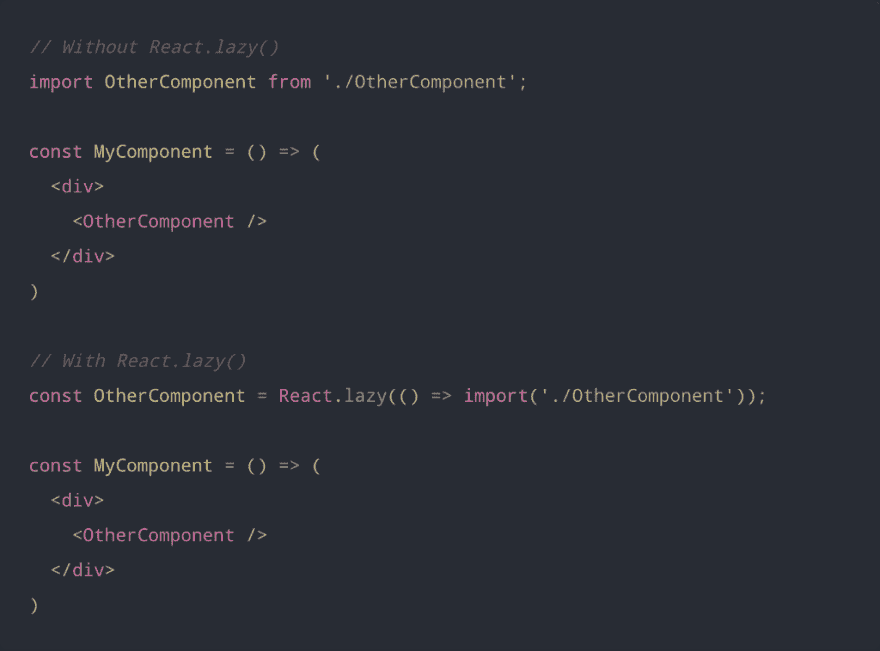 // Without React.lazy()
import OtherComponent from './OtherComponent';
const MyComponent = () => (
<div>
<OtherComponent />
</div>
)
// With React.lazy()
const OtherComponent = React.lazy(() => import('./OtherComponent'));
const MyComponent = () => (
<div>
<OtherComponent />
</div>
)